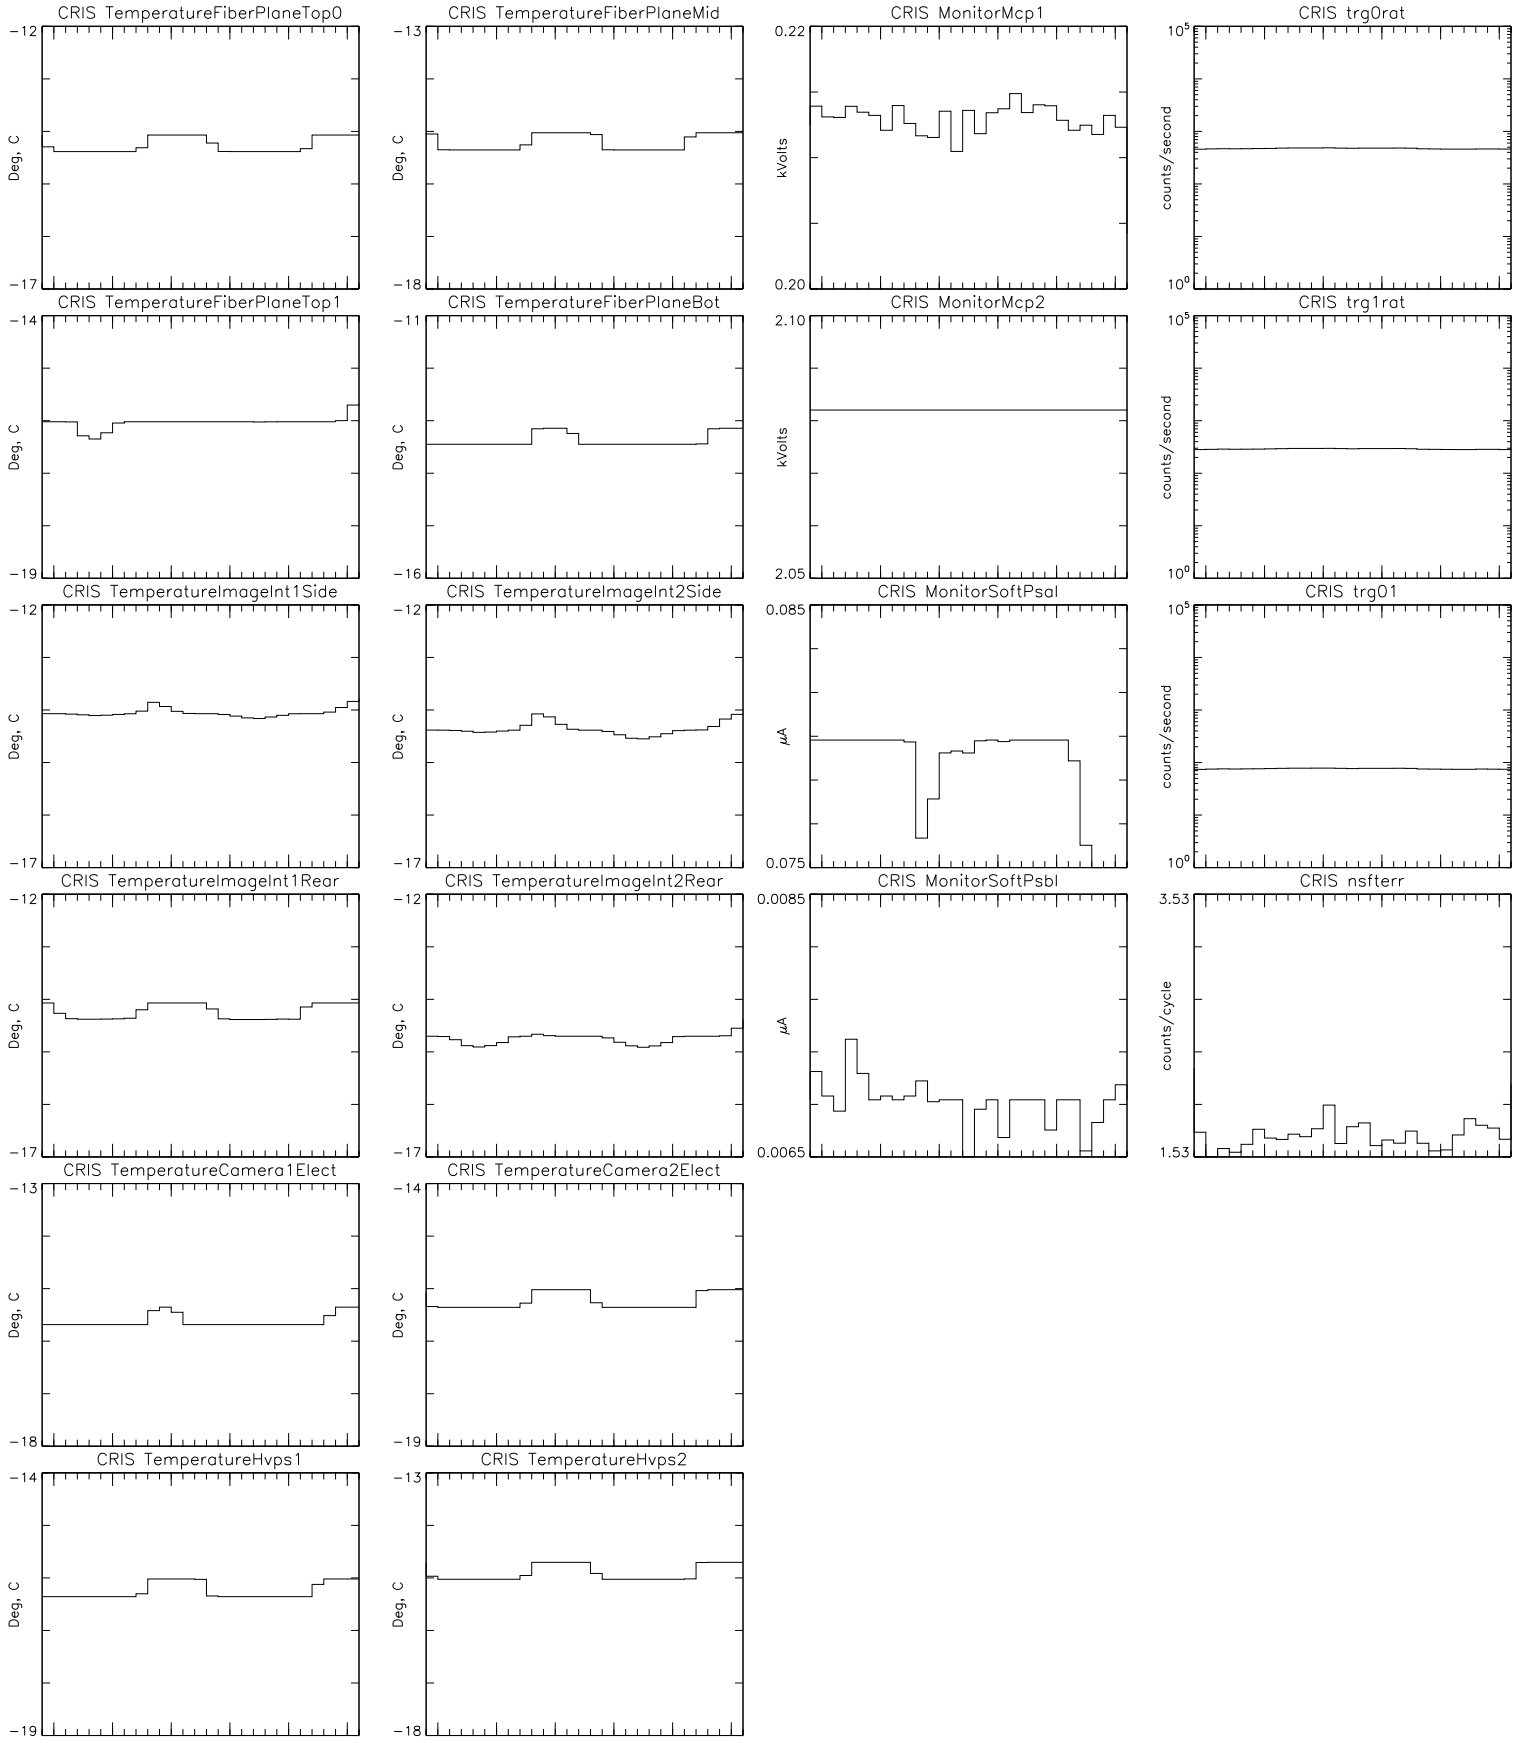 CRIS TemperatureFiberPlaneTop0
-12
Deg, C
-17
CRIS TemperatureFiberPlaneMid
-13
Deg, C
-18
CRIS MonitorMcp1
0.22
kVolts
0.20
CRIS trg0rat
10⁵
counts/second
10⁰
CRIS TemperatureFiberPlaneTop1
-14
Deg, C
-19
CRIS TemperatureFiberPlaneBot
-11
Deg, C
-16
CRIS MonitorMcp2
2.10
kVolts
2.05
CRIS trg1rat
10⁵
counts/second
10⁰
CRIS TemperatureImageInt1Side
-12
Deg, C
-17
CRIS TemperatureImageInt2Side
-12
Deg, C
-17
CRIS MonitorSoftPsaI
0.085
μA
0.075
CRIS trg01
10⁵
counts/second
10⁰
CRIS TemperatureImageInt1Rear
-12
Deg, C
-17
CRIS TemperatureImageInt2Rear
-12
Deg, C
-17
CRIS MonitorSoftPsbI
0.0085
μA
0.0065
CRIS nsfterr
3.53
counts/cycle
1.53
CRIS TemperatureCamera1Elect
-13
Deg, C
-18
CRIS TemperatureCamera2Elect
-14
Deg, C
-19
CRIS TemperatureHvps1
-14
Deg, C
-19
CRIS TemperatureHvps2
-13
Deg, C
-18